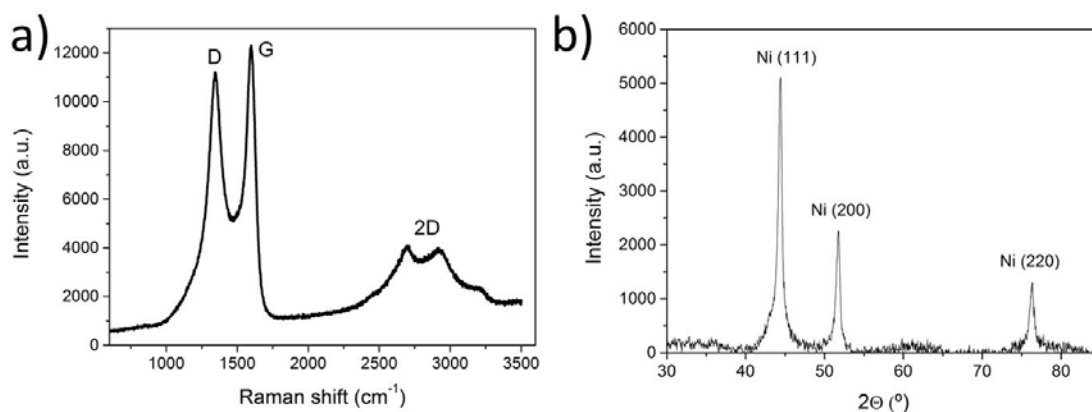 a)
D
G
2D
12000
10000
8000
6000
4000
2000
0
Intensity (a.u.)
1000 1500 2000 2500 3000 3500
Raman shift (cm⁻¹)
b)
Ni (111)
Ni (200)
Ni (220)
6000
5000
4000
3000
2000
1000
0
Intensity (a.u.)
30 40 50 60 70 80
2Θ (º)